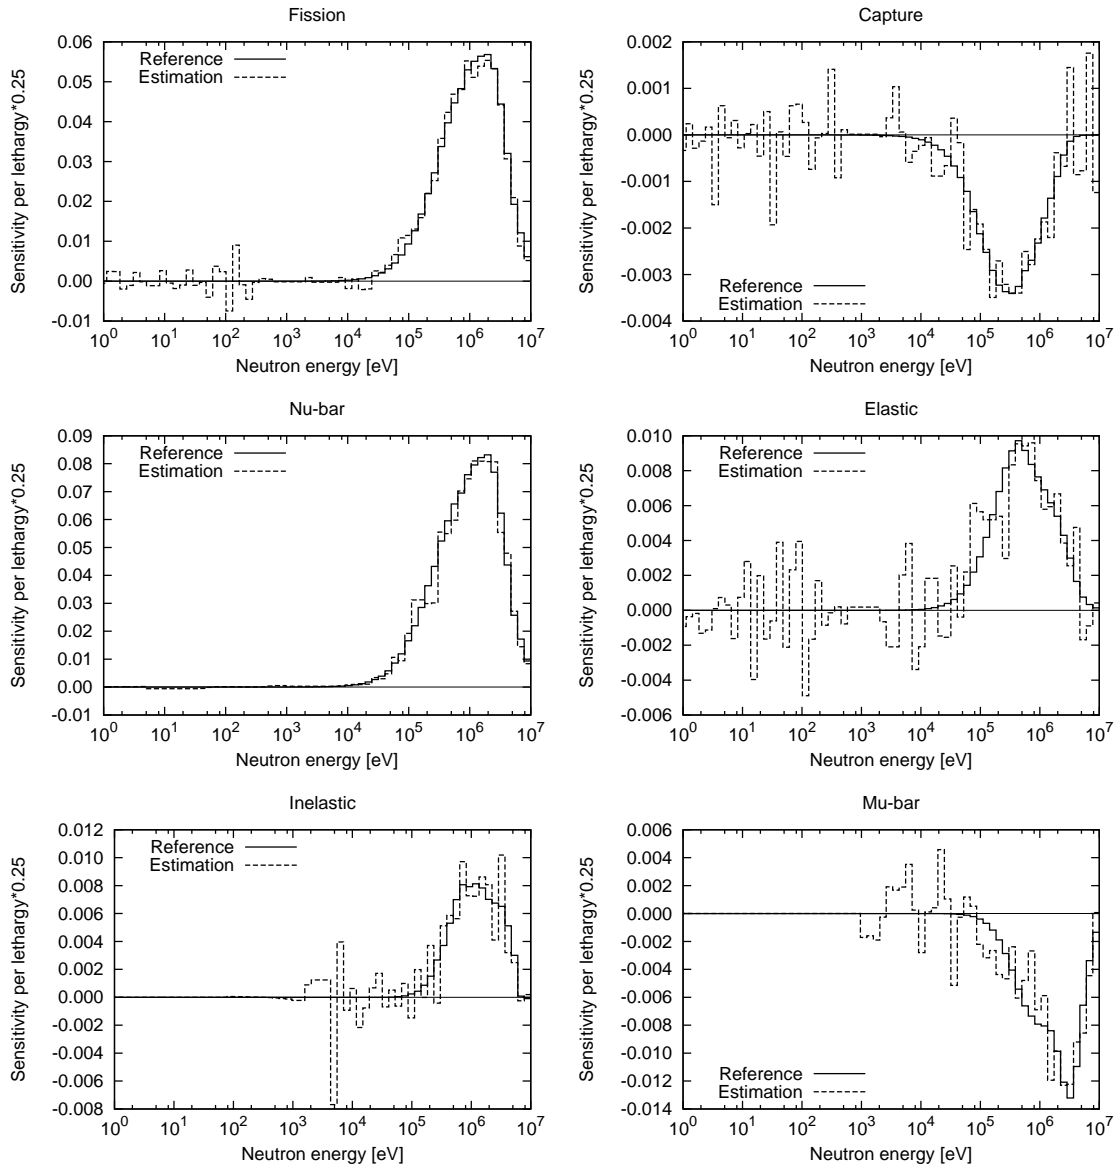 Fission
Sensitivity per lethargy*0.25
0.06
0.05
0.04
0.03
0.02
0.01
0.00
-0.01
Reference
Estimation
10^0 10^1 10^2 10^3 10^4 10^5 10^6 10^7
Neutron energy [eV]
Capture
Sensitivity per lethargy*0.25
0.002
0.001
0.000
-0.001
-0.002
-0.003
-0.004
Reference
Estimation
10^0 10^1 10^2 10^3 10^4 10^5 10^6 10^7
Neutron energy [eV]
Nu-bar
Sensitivity per lethargy*0.25
0.09
0.08
0.07
0.06
0.05
0.04
0.03
0.02
0.01
0.00
-0.01
Reference
Estimation
10^0 10^1 10^2 10^3 10^4 10^5 10^6 10^7
Neutron energy [eV]
Elastic
Sensitivity per lethargy*0.25
0.010
0.008
0.006
0.004
0.002
0.000
-0.002
-0.004
-0.006
Reference
Estimation
10^0 10^1 10^2 10^3 10^4 10^5 10^6 10^7
Neutron energy [eV]
Inelastic
Sensitivity per lethargy*0.25
0.012
0.010
0.008
0.006
0.004
0.002
0.000
-0.002
-0.004
-0.006
-0.008
Reference
Estimation
10^0 10^1 10^2 10^3 10^4 10^5 10^6 10^7
Neutron energy [eV]
Mu-bar
Sensitivity per lethargy*0.25
0.006
0.004
0.002
0.000
-0.002
-0.004
-0.006
-0.008
-0.010
-0.012
-0.014
Reference
Estimation
10^0 10^1 10^2 10^3 10^4 10^5 10^6 10^7
Neutron energy [eV]